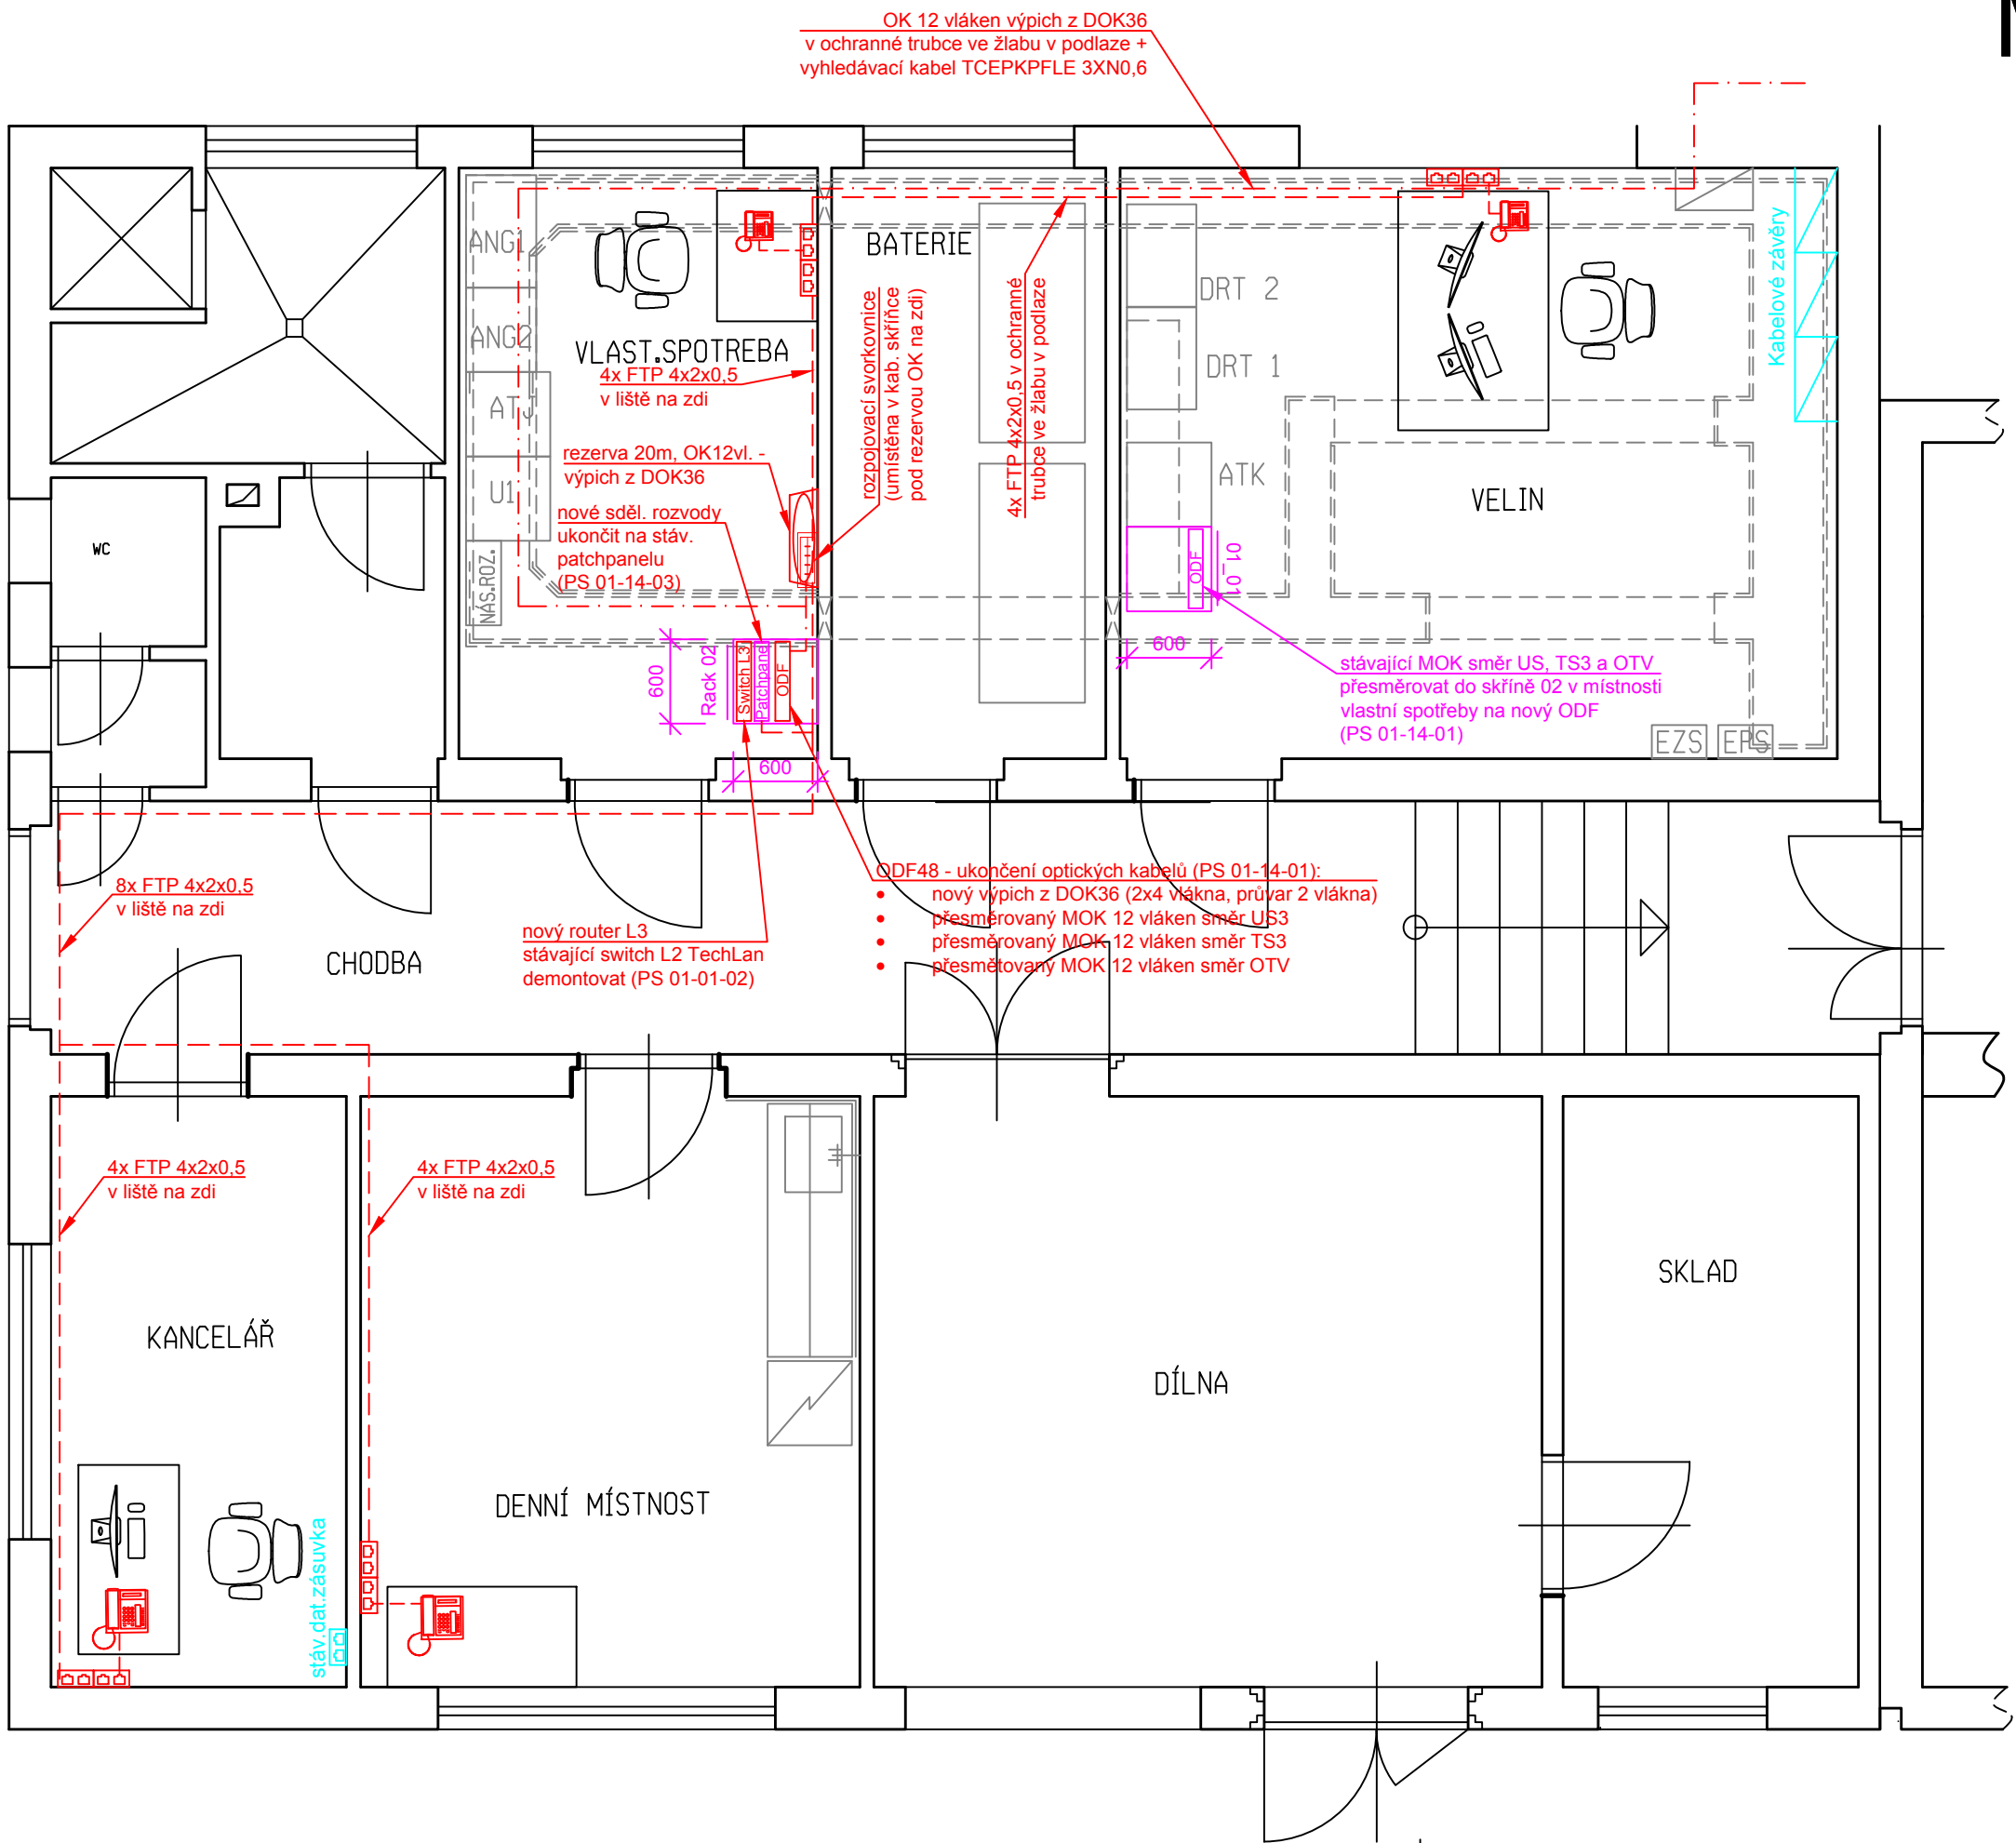 OK 12 vláken výpich z DOK36
v ochranné trubce ve žlabu v podlaze +
vyhledávací kabel TCEPKPFLE 3XN0,6
ANG1
ANG2
ATJ
U1
NÁS.ROZ.
VLAST.SPOTREBA
4x FTP 4x2x0,5
v liště na zdi
rezerva 20m, OK12vl. -
výpich z DOK36
nové sděl. rozvody
ukončit na stáv.
patchpanelu
(PS 01-14-03)
BATERIE
rozpojovací svorkovnice
(umístěna v kab. skříňce
pod rezervou OK na zdi)
4x FTP 4x2x0,5 v ochranné
trubce ve žlabu v podlaze
DRT 2
DRT 1
ATK
ODF
01_01
600
VELIN
Kabelové závěry
stávající MOK směr US, TS3 a OTV
přesměrovat do skříně 02 v místnosti
vlastní spotřeby na nový ODF
(PS 01-14-01)
EZS
EPS
WC
600
Rack 02
Switch L3
Patchpanel
ODF
600
8x FTP 4x2x0,5
v liště na zdi
CHODBA
nový router L3
stávající switch L2 TechLan
demontovat (PS 01-01-02)
ODF48 - ukončení optických kabelů (PS 01-14-01):
• nový výpich z DOK36 (2x4 vlákna, průvar 2 vlákna)
• přesměrovaný MOK 12 vláken směr US3
• přesměrovaný MOK 12 vláken směr TS3
• přesmětovaný MOK 12 vláken směr OTV
4x FTP 4x2x0,5
v liště na zdi
4x FTP 4x2x0,5
v liště na zdi
KANCELÁŘ
stáv.dat.zásuvka
DENNÍ MÍSTNOST
DÍLNA
SKLAD